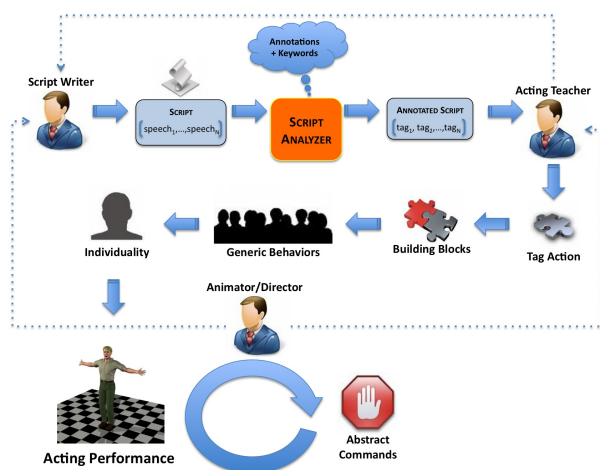 Annotations
+ Keywords
Script Writer
Acting Teacher
SCRIPT
[speech1,...,speechN]
SCRIPT
ANALYZER
ANNOTATED SCRIPT
[tag1, tag2,...,tagN]
Individuality
Generic Behaviors
Building Blocks
Tag Action
Animator/Director
Acting Performance
Abstract
Commands